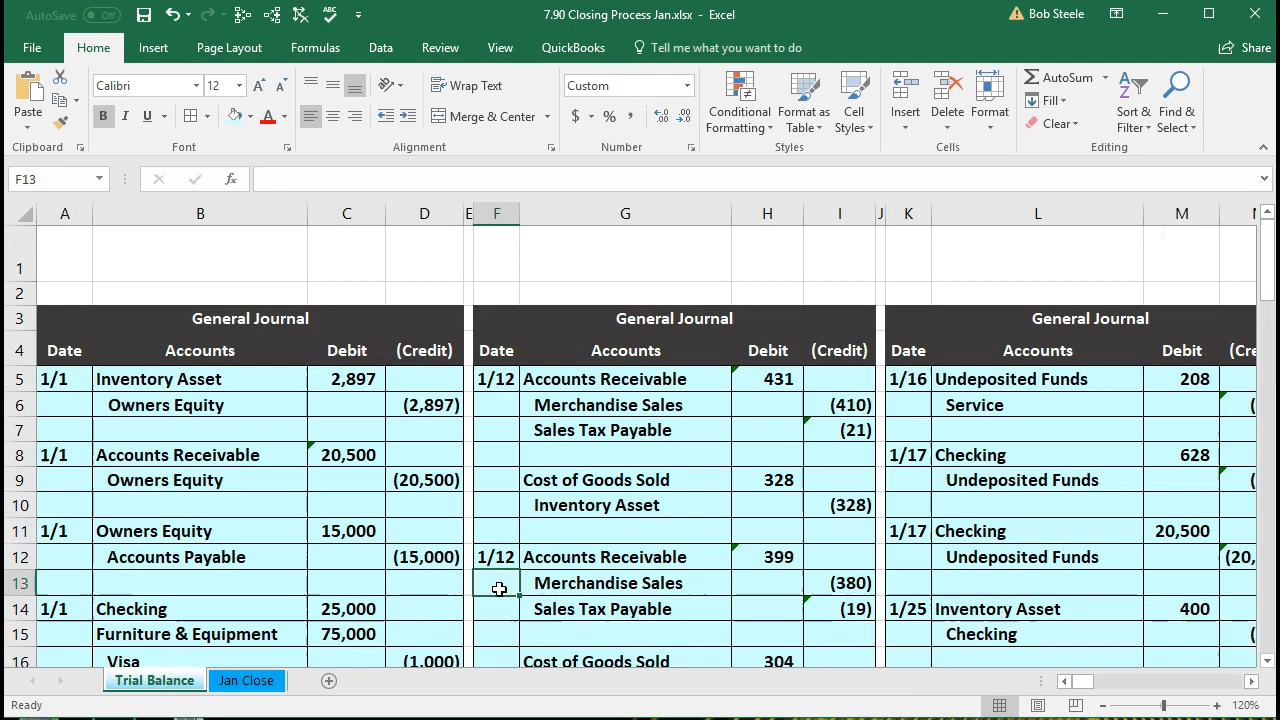 AutoSave Off 7.90 Closing Process Jan.xlsx - Excel Bob Steele
File Home Insert Page Layout Formulas Data Review View QuickBooks Tell me what you want to do Share
Calibri 12 Wrap Text Custom AutoSum
Paste Merge & Center $ % , Conditional Formatting Format as Table Cell Styles Insert Delete Format Fill Clear Sort & Filter Find & Select
B I U A
Clipboard Font Alignment Number Styles Cells Editing
F13 fx
A B C D E F G H I J K L M
1
2
3 General Journal General Journal General Journal
4 Date Accounts Debit (Credit) Date Accounts Debit (Credit) Date Accounts Debit (Cre
5 1/1 Inventory Asset 2,897 1/12 Accounts Receivable 431 1/16 Undeposited Funds 208
6 Owners Equity (2,897) Merchandise Sales (410) Service (
7 Sales Tax Payable (21)
8 1/1 Accounts Receivable 20,500 1/17 Checking 628
9 Owners Equity (20,500) Cost of Goods Sold 328 Undeposited Funds (
10 Inventory Asset (328)
11 1/1 Owners Equity 15,000 1/17 Checking 20,500
12 Accounts Payable (15,000) 1/12 Accounts Receivable 399 Undeposited Funds (20,
13 Merchandise Sales (380)
14 1/1 Checking 25,000 Sales Tax Payable (19) 1/25 Inventory Asset 400
15 Furniture & Equipment 75,000 Checking (
16 Visa (1,000) Cost of Goods Sold 304
Trial Balance Jan Close
Ready 120%